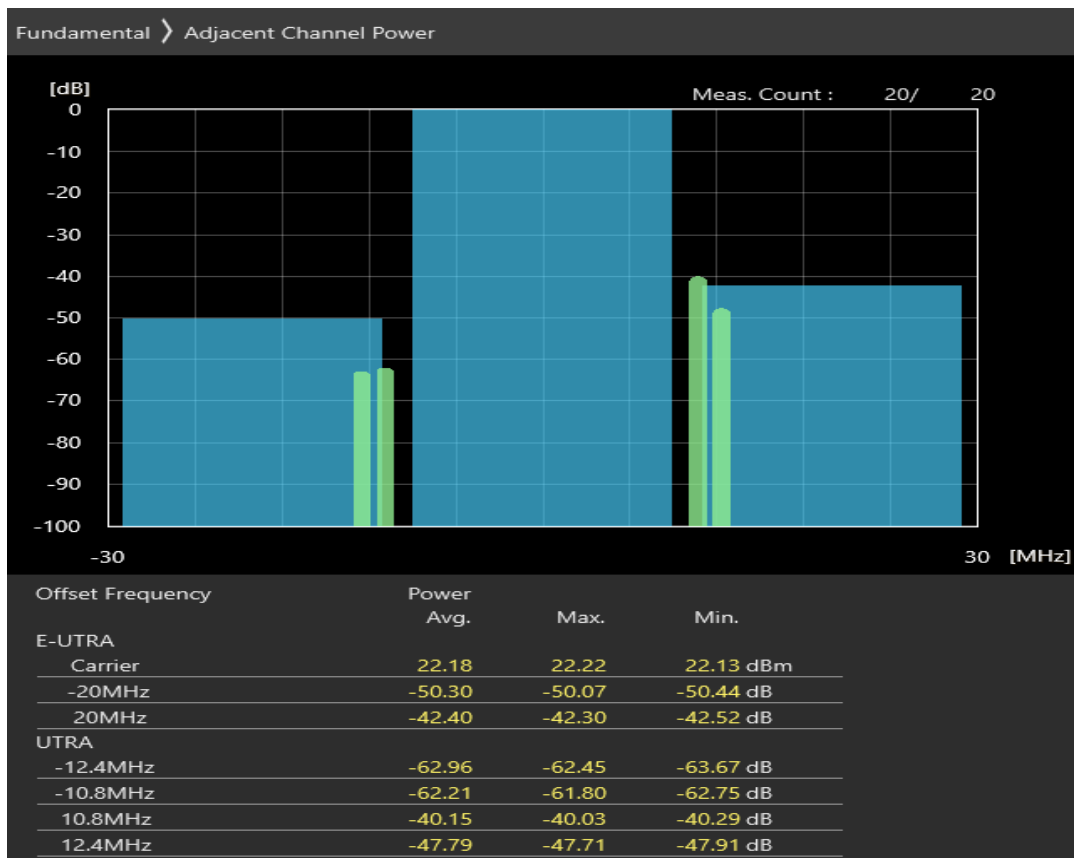 Fundamental 〉 Adjacent Channel Power
[dB]
Meas. Count : 20/ 20
0
-10
-20
-30
-40
-50
-60
-70
-80
-90
-100
-30 30 [MHz]
Offset Frequency Power
Avg. Max. Min.
E-UTRA
Carrier 22.18 22.22 22.13 dBm
-20MHz -50.30 -50.07 -50.44 dB
20MHz -42.40 -42.30 -42.52 dB
UTRA
-12.4MHz -62.96 -62.45 -63.67 dB
-10.8MHz -62.21 -61.80 -62.75 dB
10.8MHz -40.15 -40.03 -40.29 dB
12.4MHz -47.79 -47.71 -47.91 dB